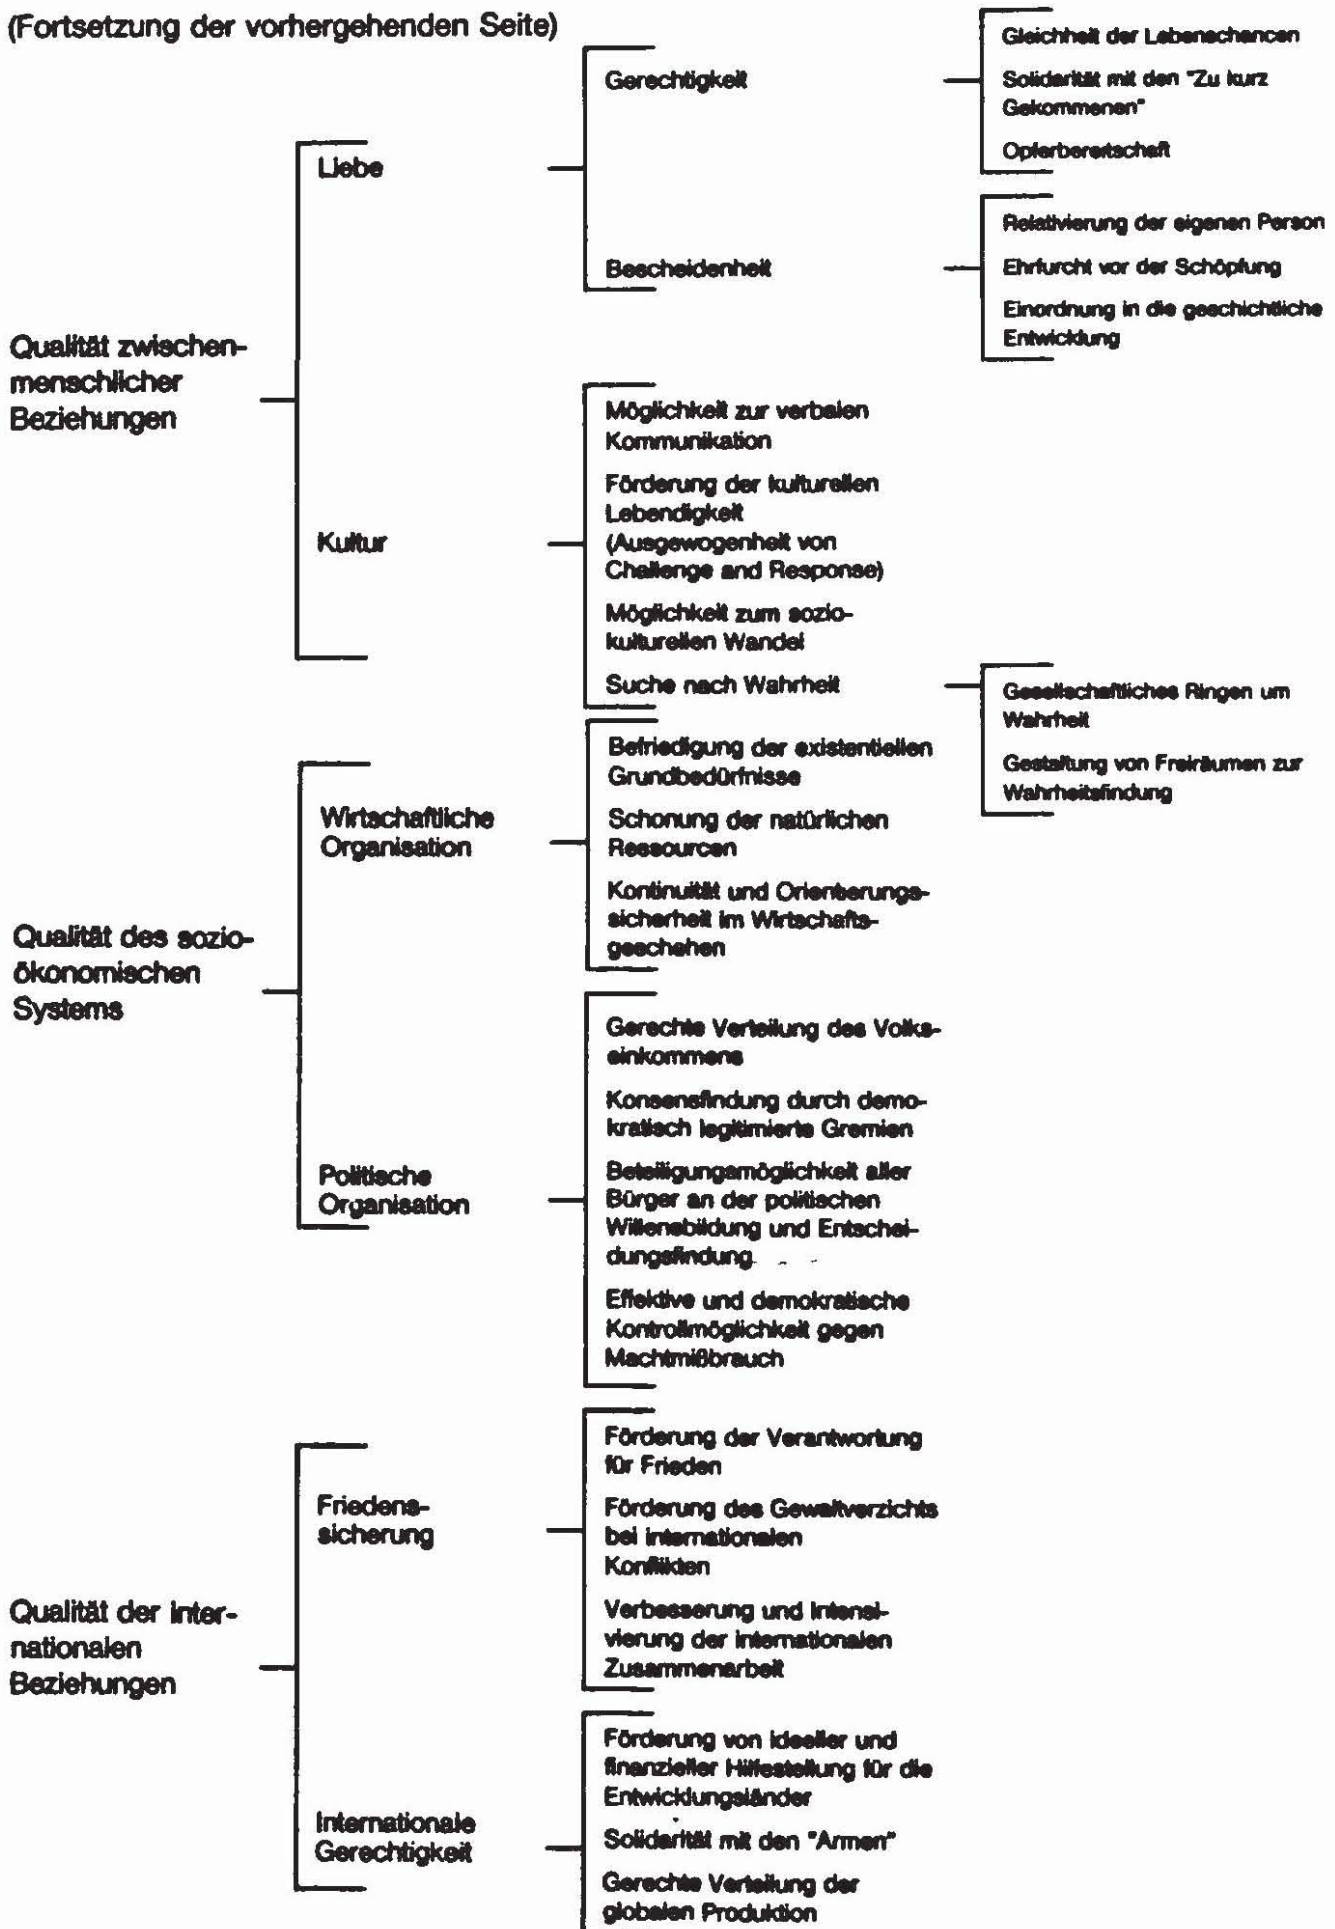 (Fortsetzung der vorhergehenden Seite)
Qualität zwischen-
menschlicher
Beziehungen
Liebe
Gerechtigkeit
Gleichheit der Lebenschancen
Solidarität mit den "Zu kurz
Gekommenen"
Opferbereitschaft
Bescheidenheit
Relativierung der eigenen Person
Ehrfurcht vor der Schöpfung
Einordnung in die geschichtliche
Entwicklung
Kultur
Möglichkeit zur verbalen
Kommunikation
Förderung der kulturellen
Lebendigkeit
(Ausgewogenheit von
Challenge and Response)
Möglichkeit zum sozio-
kulturellen Wandel
Suche nach Wahrheit
Gesellschaftliches Ringen um
Wahrheit
Gestaltung von Freiräumen zur
Wahrheitsfindung
Qualität des sozio-
ökonomischen
Systems
Wirtschaftliche
Organisation
Befriedigung der existentiellen
Grundbedürfnisse
Schonung der natürlichen
Ressourcen
Kontinuität und Orientierungs-
sicherheit im Wirtschafts-
geschehen
Politische
Organisation
Gerechte Verteilung des Volks-
einkommens
Konsensfindung durch demo-
kratisch legitimierte Gremien
Beteiligungsmöglichkeit aller
Bürger an der politischen
Willensbildung und Entschei-
dungsfindung
Effektive und demokratische
Kontrollmöglichkeit gegen
Machtmißbrauch
Qualität der inter-
nationalen
Beziehungen
Friedens-
sicherung
Förderung der Verantwortung
für Frieden
Förderung des Gewaltverzichts
bei internationalen
Konflikten
Verbesserung und Intensi-
vierung der internationalen
Zusammenarbeit
Internationale
Gerechtigkeit
Förderung von ideeller und
finanzieller Hilfestellung für die
Entwicklungsländer
Solidarität mit den "Armen"
Gerechte Verteilung der
globalen Produktion